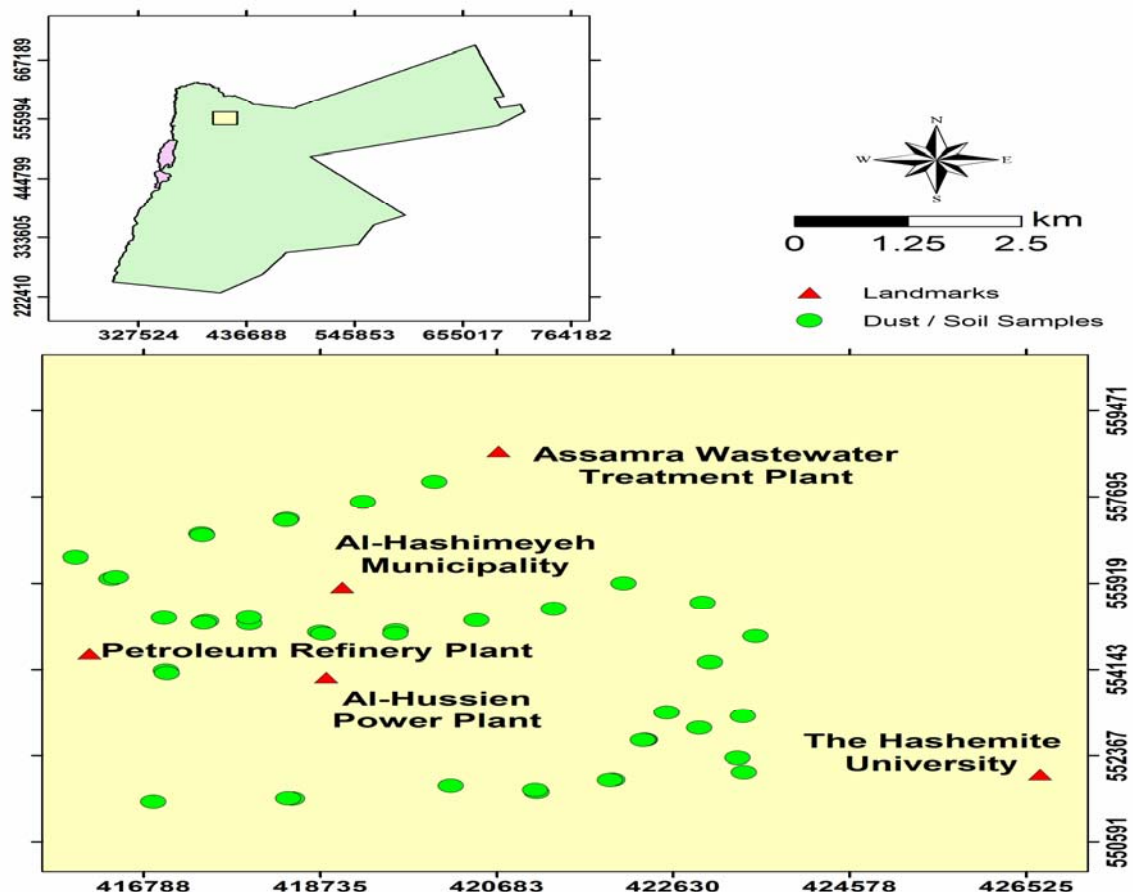 667189
555994
444799
333605
222410
327524 436688 545853 655017 764182
N
W E
S
km
0 1.25 2.5
Landmarks
Dust / Soil Samples
559471
557695
555919
554143
552367
550591
Assamra Wastewater
Treatment Plant
Al-Hashimeyeh
Municipality
Petroleum Refinery Plant
Al-Hussien
Power Plant
The Hashemite
University
416788 418735 420683 422630 424578 426525